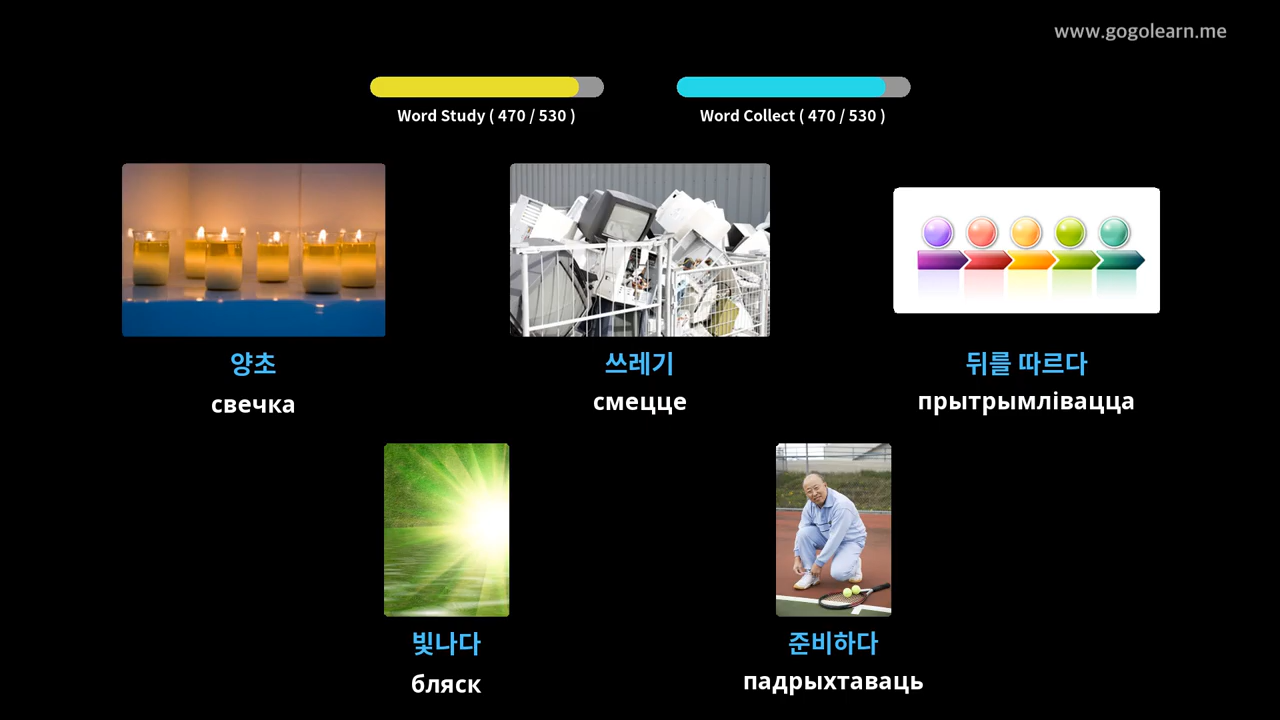 www.gogolearn.me
Word Study ( 470 / 530 )
Word Collect ( 470 / 530 )
양초
свечка
쓰레기
смецце
뒤를 따르다
прытрымлівацца
빛나다
бляск
준비하다
падрыхтаваць